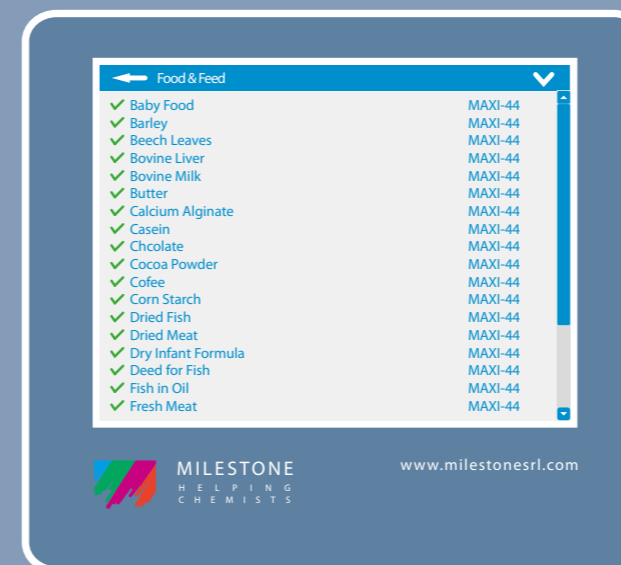 Food & Feed
Baby Food MAXI-44
Barley MAXI-44
Beech Leaves MAXI-44
Bovine Liver MAXI-44
Bovine Milk MAXI-44
Butter MAXI-44
Calcium Alginate MAXI-44
Casein MAXI-44
Chcolate MAXI-44
Cocoa Powder MAXI-44
Cofee MAXI-44
Corn Starch MAXI-44
Dried Fish MAXI-44
Dried Meat MAXI-44
Dry Infant Formula MAXI-44
Deed for Fish MAXI-44
Fish in Oil MAXI-44
Fresh Meat MAXI-44
MILESTONE www.milestonesrl.com
HELPING
CHEMISTS